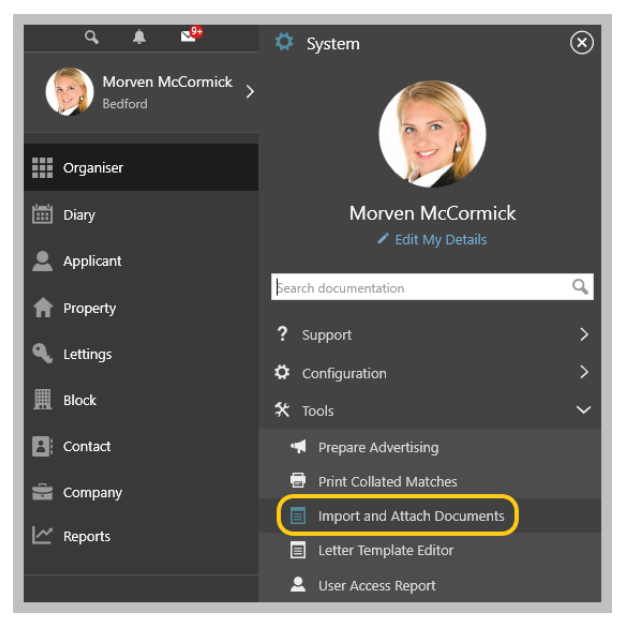 9+
Morven McCormick
Bedford
Organiser
Diary
Applicant
Property
Lettings
Block
Contact
Company
Reports
System
Morven McCormick
Edit My Details
Search documentation
? Support
Configuration
Tools
Prepare Advertising
Print Collated Matches
Import and Attach Documents
Letter Template Editor
User Access Report